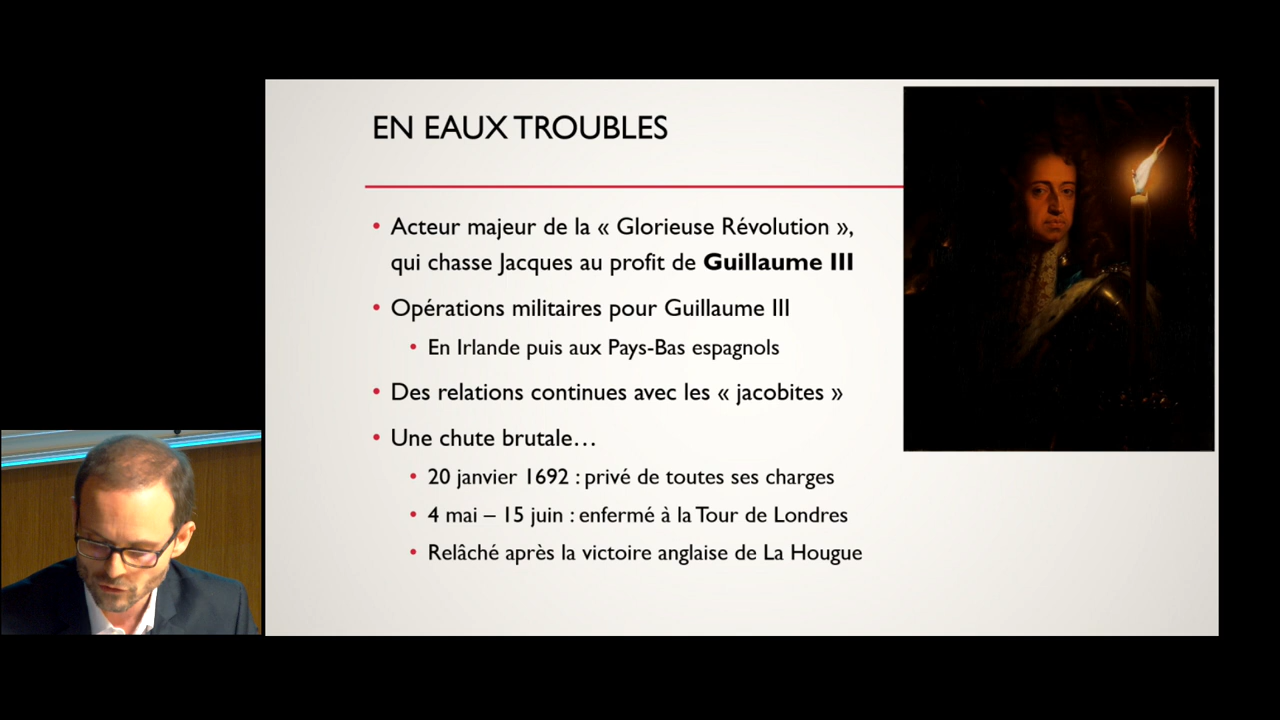 EN EAUX TROUBLES
• Acteur majeur de la « Glorieuse Révolution »,
qui chasse Jacques au profit de Guillaume III
• Opérations militaires pour Guillaume III
• En Irlande puis aux Pays-Bas espagnols
• Des relations continues avec les « jacobites »
• Une chute brutale…
• 20 janvier 1692 : privé de toutes ses charges
• 4 mai – 15 juin : enfermé à la Tour de Londres
• Relâché après la victoire anglaise de La Hougue